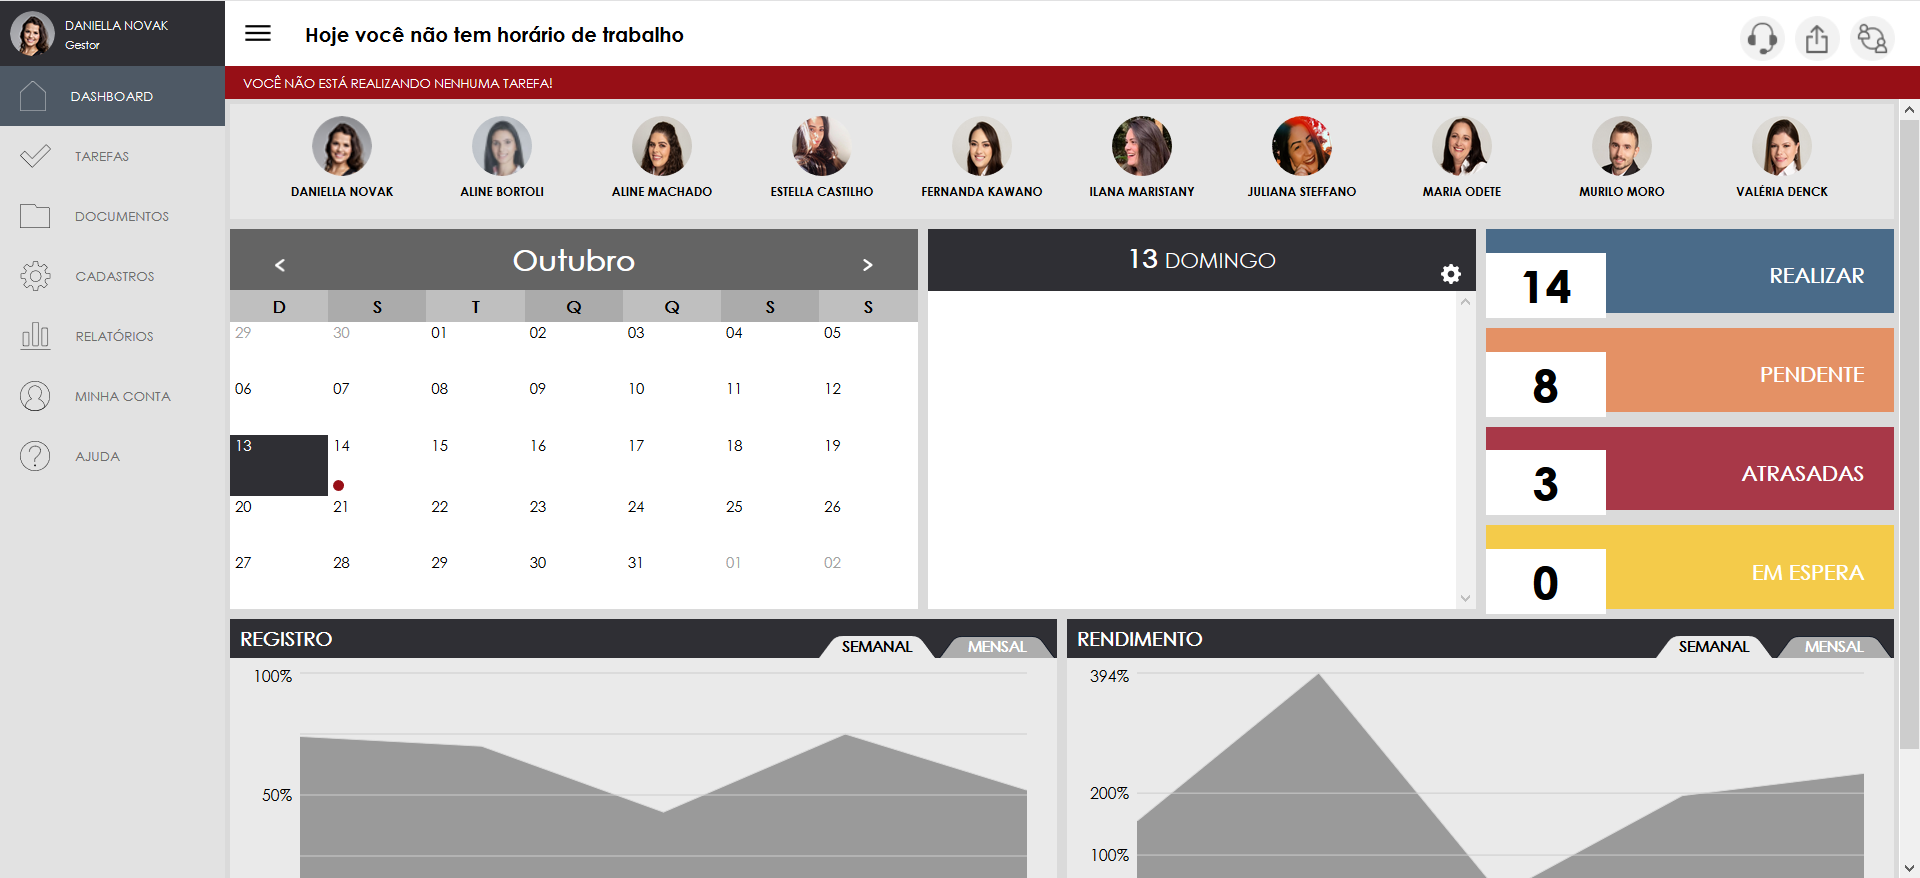 DANIELLA NOVAK
Gestor
Hoje você não tem horário de trabalho
VOCÊ NÃO ESTÁ REALIZANDO NENHUMA TAREFA!
DASHBOARD
TAREFAS
DOCUMENTOS
CADASTROS
RELATÓRIOS
MINHA CONTA
AJUDA
DANIELLA NOVAK ALINE BORTOLI ALINE MACHADO ESTELLA CASTILHO FERNANDA KAWANO ILANA MARISTANY JULIANA STEFFANO MARIA ODETE MURILO MORO VALÉRIA DENCK
< Outubro >
D S T Q Q S S
29 30 01 02 03 04 05
06 07 08 09 10 11 12
13 14 15 16 17 18 19
20 21 22 23 24 25 26
27 28 29 30 31 01 02
13 DOMINGO
14 REALIZAR
8 PENDENTE
3 ATRASADAS
0 EM ESPERA
REGISTRO SEMANAL MENSAL
100%
50%
RENDIMENTO SEMANAL MENSAL
394%
200%
100%